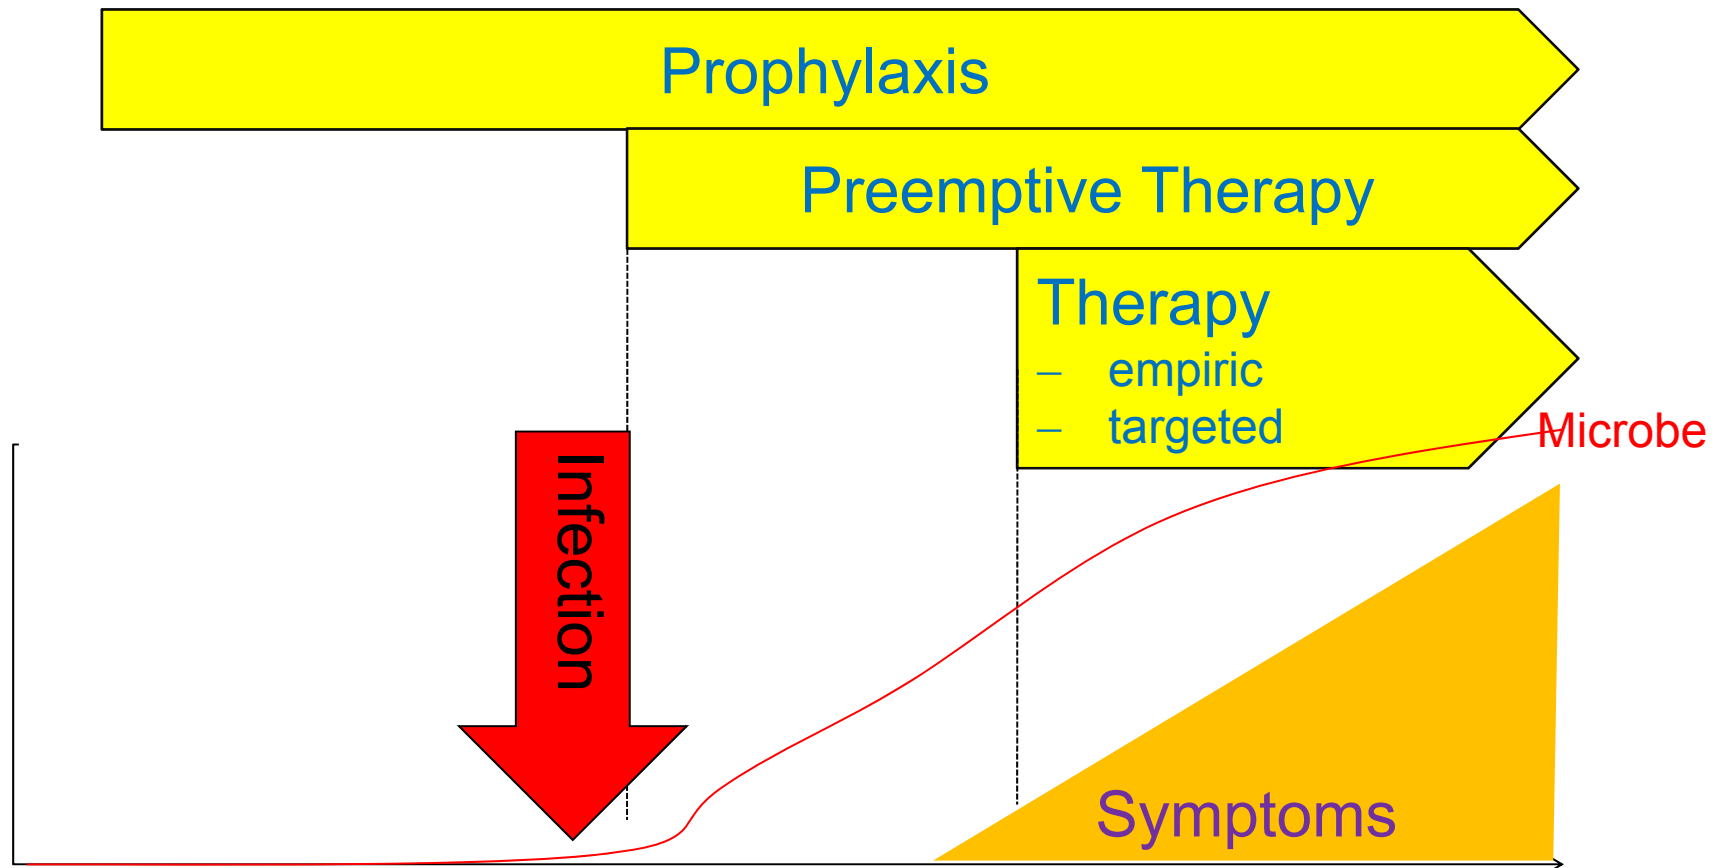 Prophylaxis
Preemptive Therapy
Therapy
– empiric
– targeted
Microbe
Infection
Symptoms